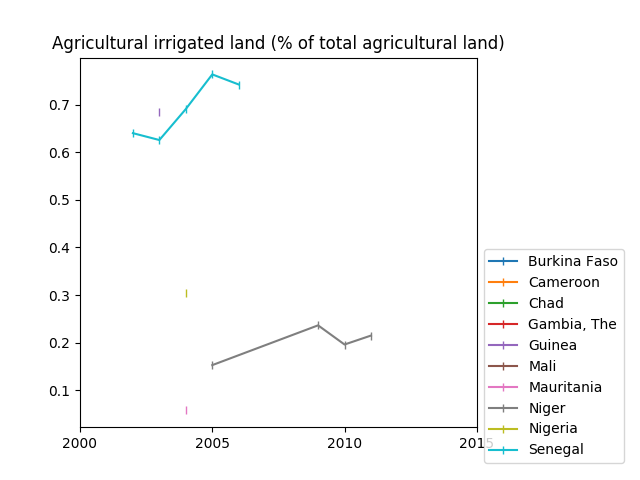 Agricultural irrigated land (% of total agricultural land)
0.7
0.6
0.5
0.4
0.3
0.2
0.1
2000
2005
2010
2015
Burkina Faso
Cameroon
Chad
Gambia, The
Guinea
Mali
Mauritania
Niger
Nigeria
Senegal